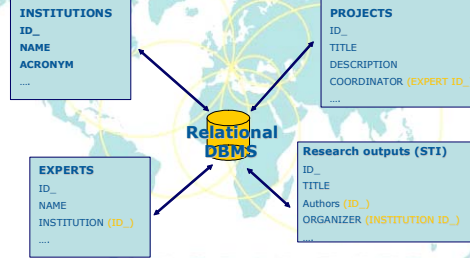 INSTITUTIONS
ID_
NAME
ACRONYM
....
PROJECTS
ID_
TITLE
DESCRIPTION
COORDINATOR (EXPERT ID_)
....
Relational
DBMS
EXPERTS
ID_
NAME
INSTITUTION (ID_)
....
Research outputs (STI)
ID_
TITLE
Authors (ID_)
ORGANIZER (INSTITUTION ID_)
....